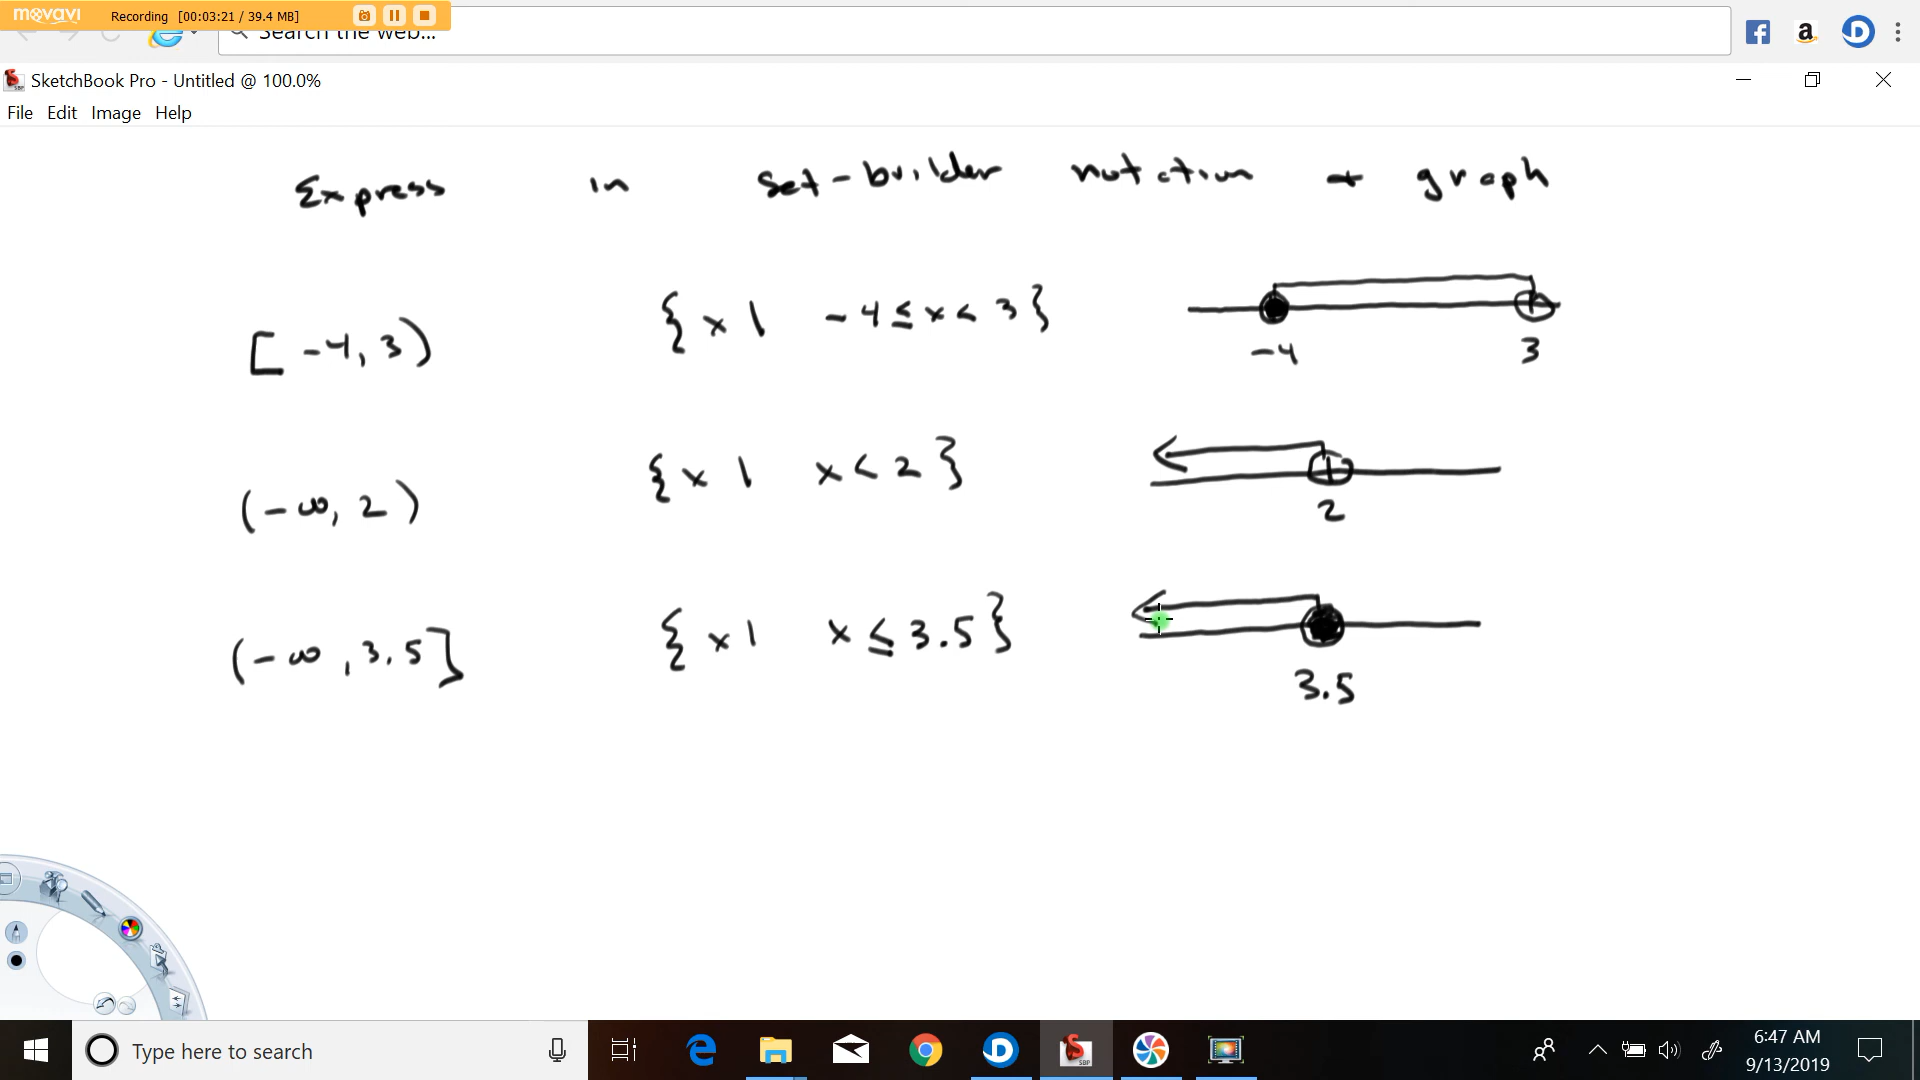 movavi Recording [00:03:21 / 39.4 MB]
Search the web...
SketchBook Pro - Untitled @ 100.0%
File Edit Image Help
Express in set-builder notation + graph
[-4, 3) {x | -4 ≤ x < 3} -4 3
(-∞, 2) {x | x < 2} 2
(-∞, 3.5] {x | x ≤ 3.5} 3.5
Type here to search
6:47 AM
9/13/2019